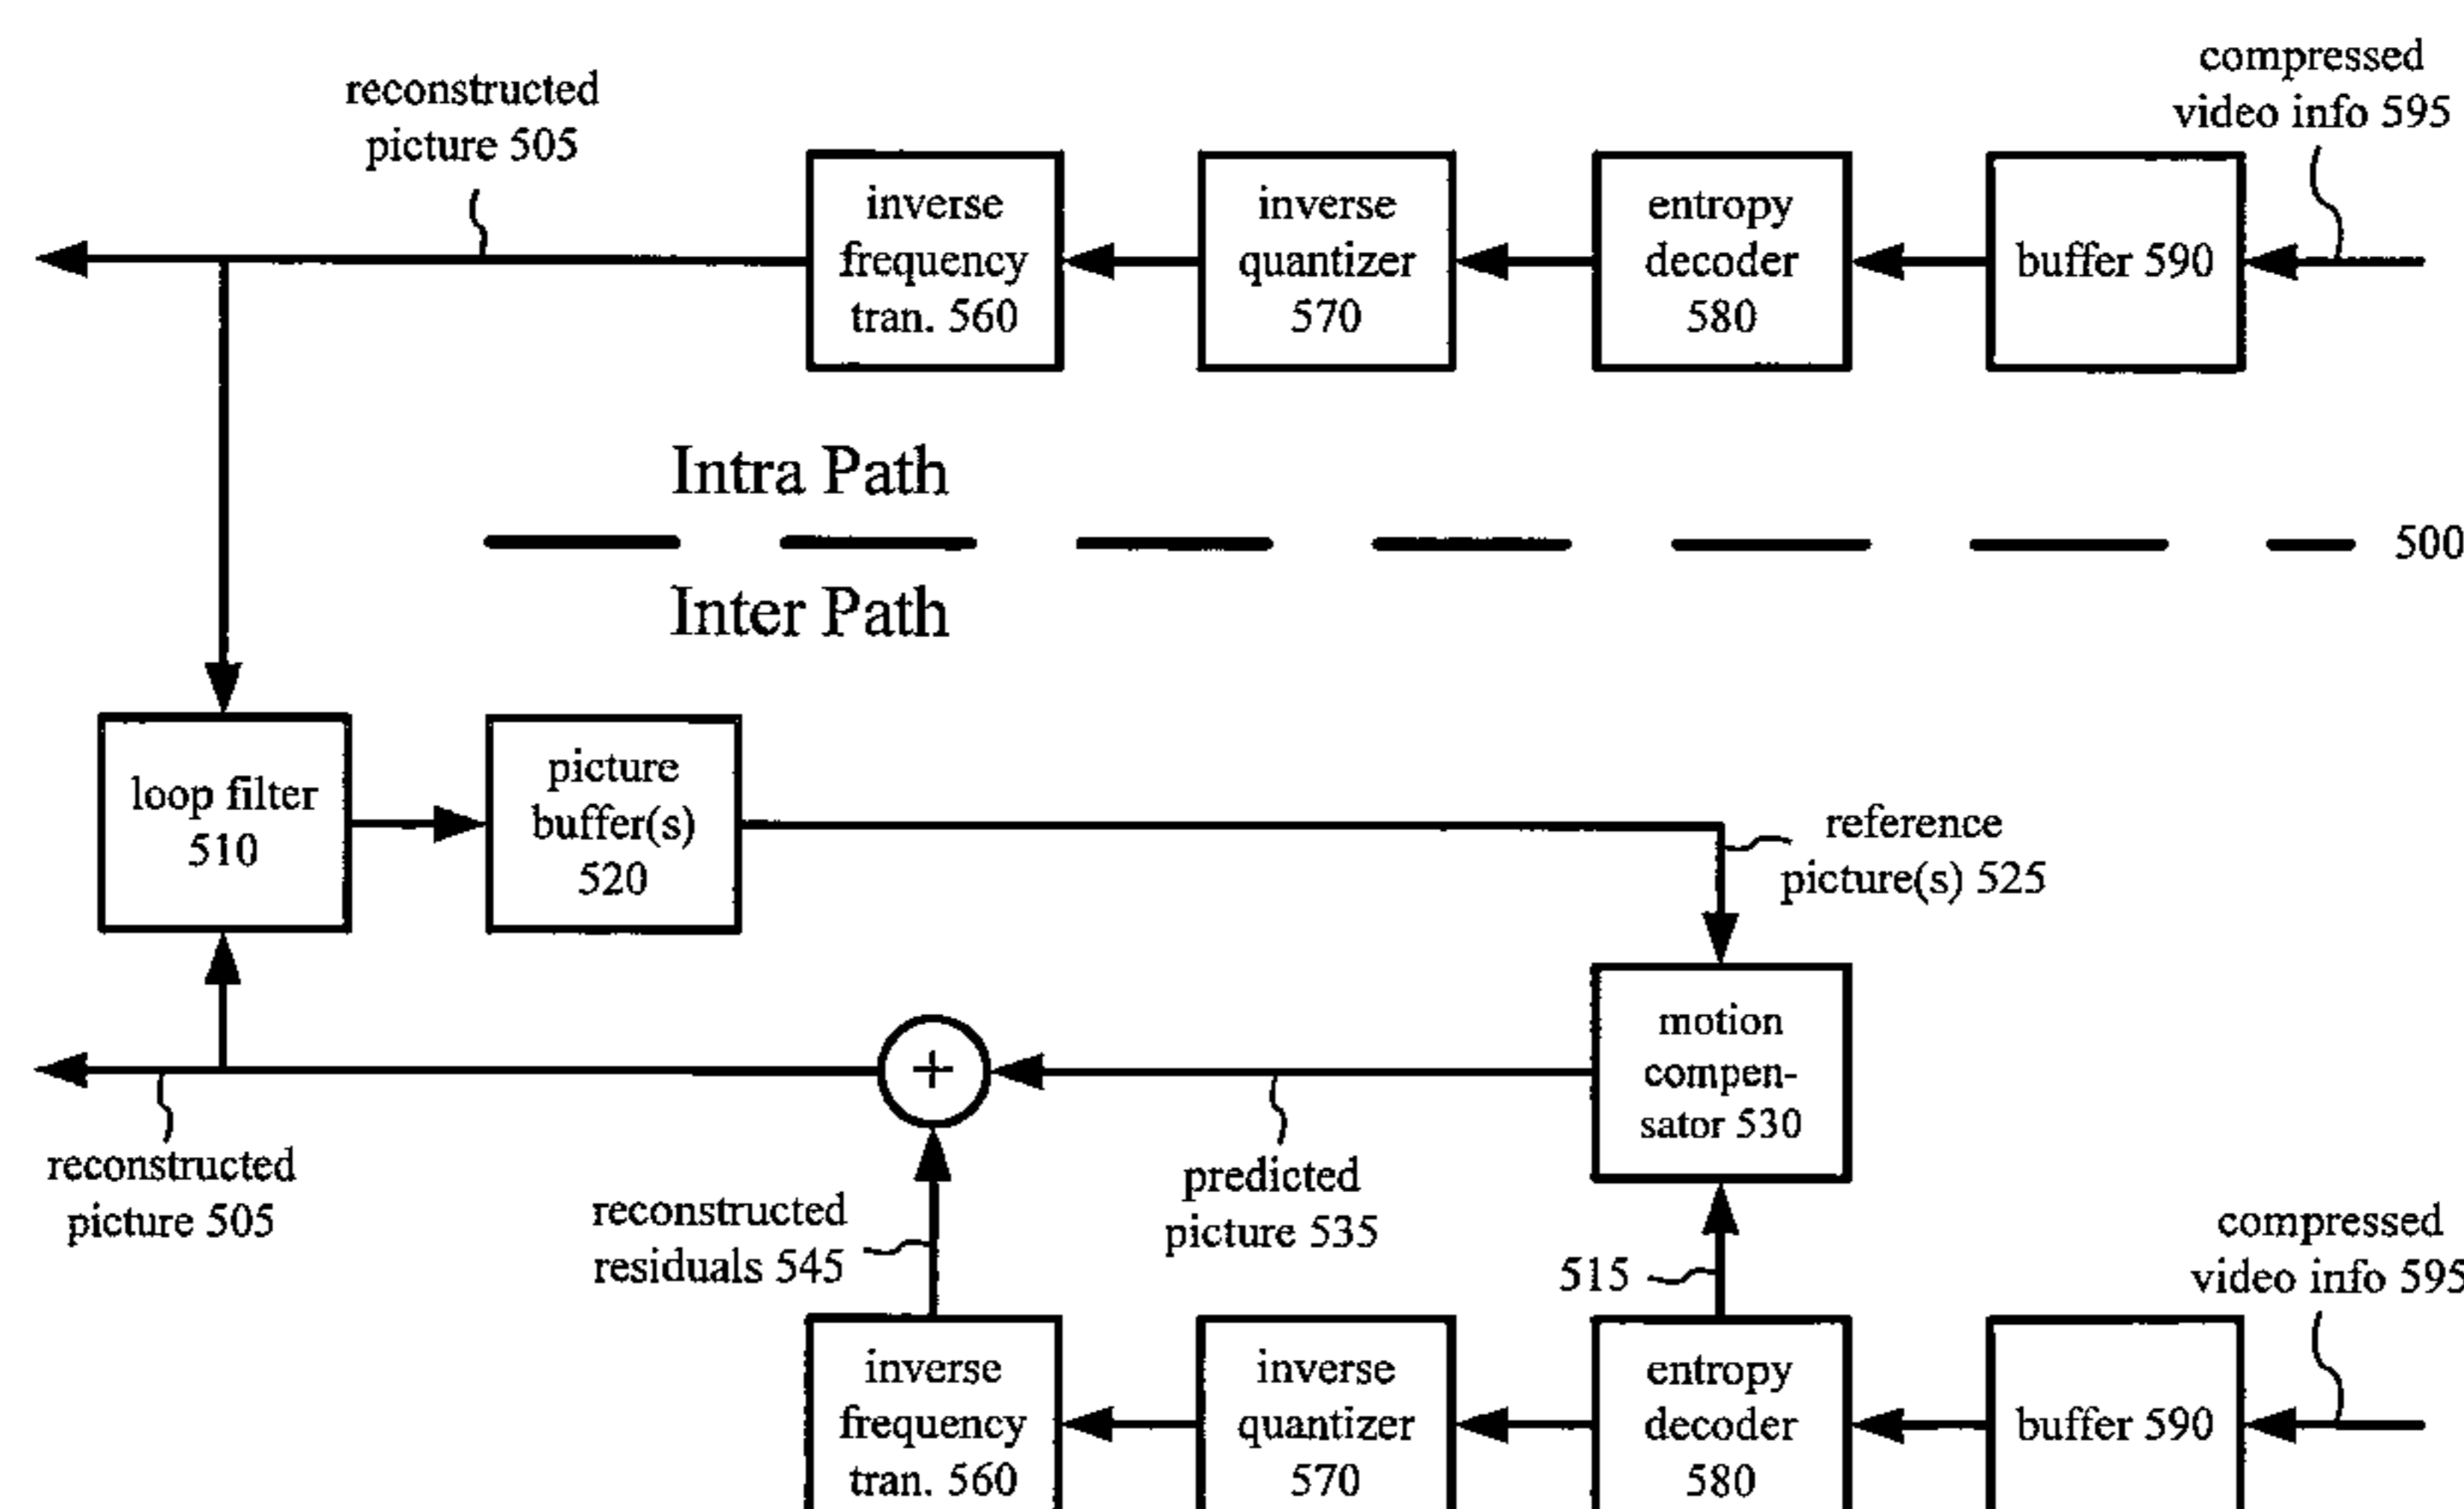 reconstructed
picture 505
compressed
video info 595
inverse
frequency
tran. 560
inverse
quantizer
570
entropy
decoder
580
buffer 590
Intra Path
500
Inter Path
loop filter
510
picture
buffer(s)
520
reference
picture(s) 525
motion
compen-
sator 530
+
reconstructed
picture 505
reconstructed
residuals 545
predicted
picture 535
515
compressed
video info 595
inverse
frequency
tran. 560
inverse
quantizer
570
entropy
decoder
580
buffer 590